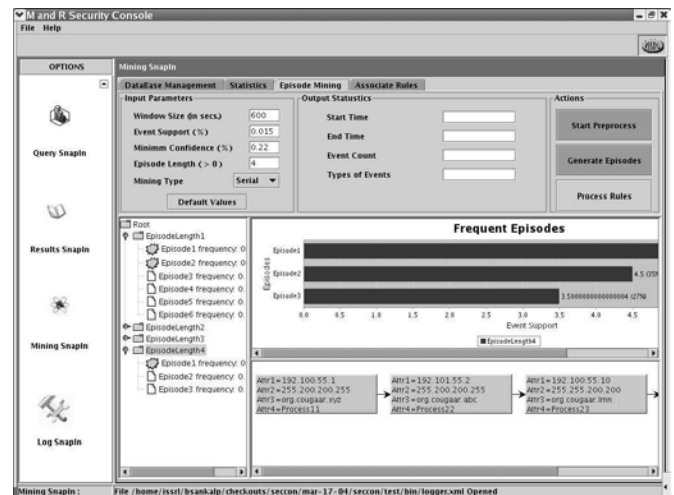 M and R Security Console
File Help
OPTIONS
Query SnapIn
Results SnapIn
Mining SnapIn
Log SnapIn
Mining SnapIn
DataBase Management Statistics Episode Mining Associate Rules
Input Parameters
Window Size (in secs.) 600
Event Support (%) 0.015
Minimm Confidence (%) 0.22
Episode Length ( > 0 ) 4
Mining Type Serial
Default Values
Output Statustics
Start Time
End Time
Event Count
Types of Events
Actions
Start Preprocess
Generate Episodes
Process Rules
Root
EpisodeLength1
Episode1 frequency: 0.
Episode2 frequency: 0.
Episode3 frequency: 0.
Episode4 frequency: 0.
Episode5 frequency: 0.
Episode6 frequency: 0.
EpisodeLength2
EpisodeLength3
EpisodeLength4
Episode1 frequency: 0
Episode2 frequency: 0.
Episode3 frequency: 0.
Frequent Episodes
Episodes
Episode1
Episode2 4.5 (35%
Episode3 3.5000000000000004 (27%)
0.0 0.5 1.0 1.5 2.0 2.5 3.0 3.5 4.0 4.5
Event Support
EpisodeLength4
Attr1=192.100.55.1
Attr2=255.200.200.255
Attr3=org.cougaar.xyz
Attr4=Process11
Attr1=192.101.55.2
Attr2=255.200.200.255
Attr3=org.cougaar.abc
Attr4=Process22
Attr1=192.100.55.10
Attr2=255.255.200.200
Attr3=org.cougaar.lmn
Attr4=Process23
Mining SnapIn : File /home/issrl/bsankalp/checkouts/seccon/mar-17-04/seccon/test/bin/logger.xml Opened